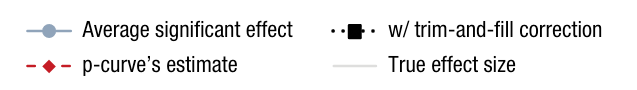 Average significant effect
w/ trim-and-fill correction
p-curve's estimate
True effect size